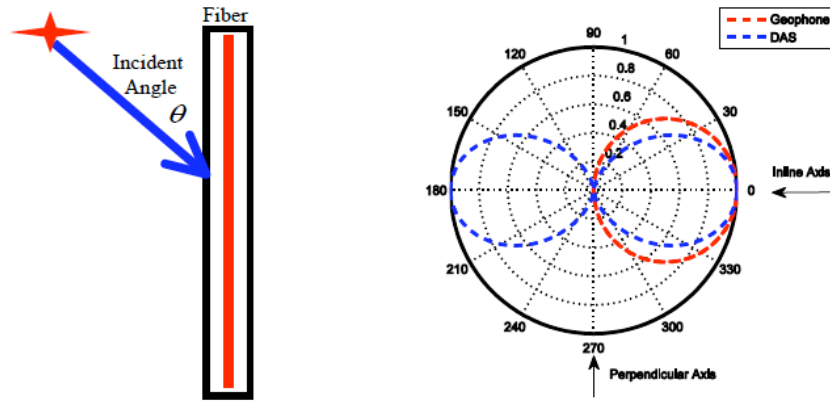 Fiber
Incident
Angle
θ
Geophone
DAS
90
120
60
1
0.8
0.6
0.4
0.2
150
30
180
0
Inline Axis
210
330
240
300
270
Perpendicular Axis